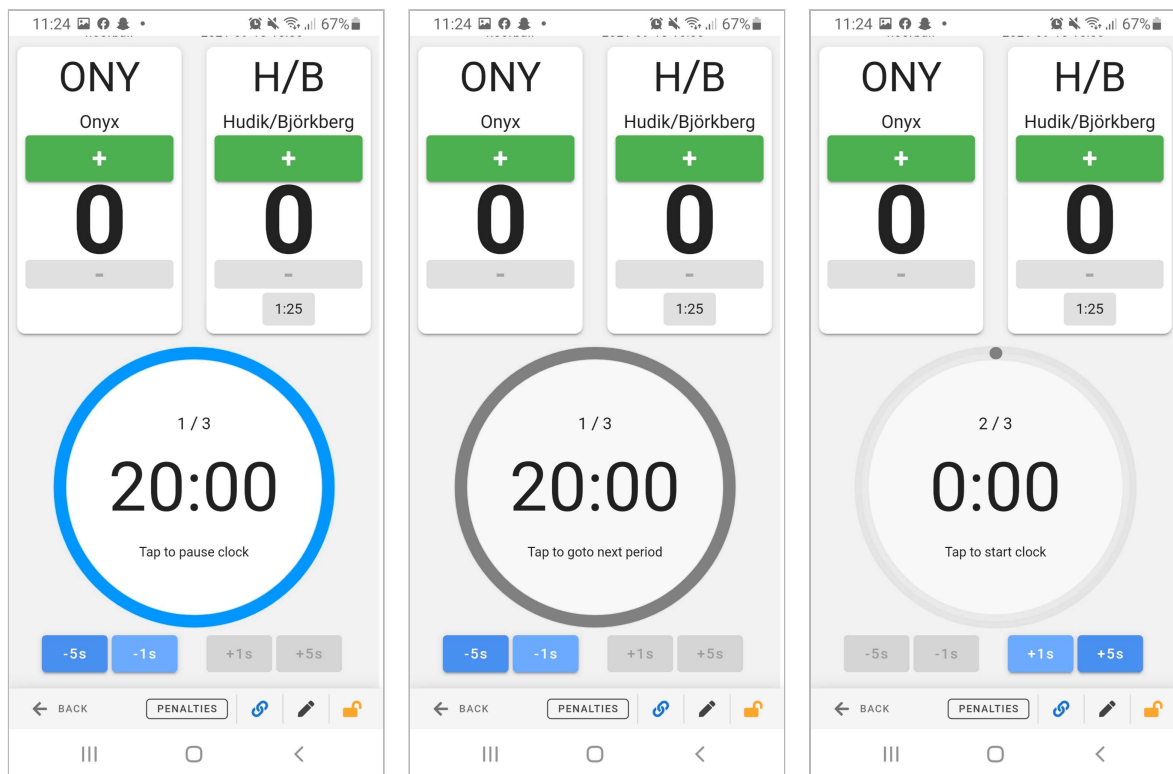 11:24 67%
ONY H/B
Onyx Hudik/Björkberg
+ +
0 0
- -
1:25
1 / 3
20:00
Tap to pause clock
-5s -1s +1s +5s
BACK PENALTIES
11:24 67%
ONY H/B
Onyx Hudik/Björkberg
+ +
0 0
- -
1:25
1 / 3
20:00
Tap to goto next period
-5s -1s +1s +5s
BACK PENALTIES
11:24 67%
ONY H/B
Onyx Hudik/Björkberg
+ +
0 0
- -
1:25
2 / 3
0:00
Tap to start clock
-5s -1s +1s +5s
BACK PENALTIES